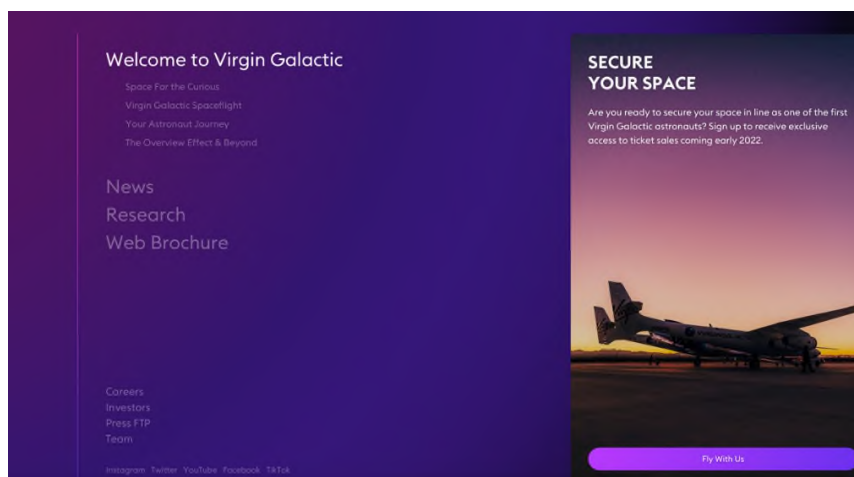 Welcome to Virgin Galactic
Space For the Curious
Virgin Galactic Spaceflight
Your Astronaut Journey
The Overview Effect & Beyond
News
Research
Web Brochure
Careers
Investors
Press FTP
Team
Instagram Twitter YouTube Facebook TikTok
SECURE
YOUR SPACE
Are you ready to secure your space in line as one of the first
Virgin Galactic astronauts? Sign up to receive exclusive
access to ticket sales coming early 2022.
Fly With Us